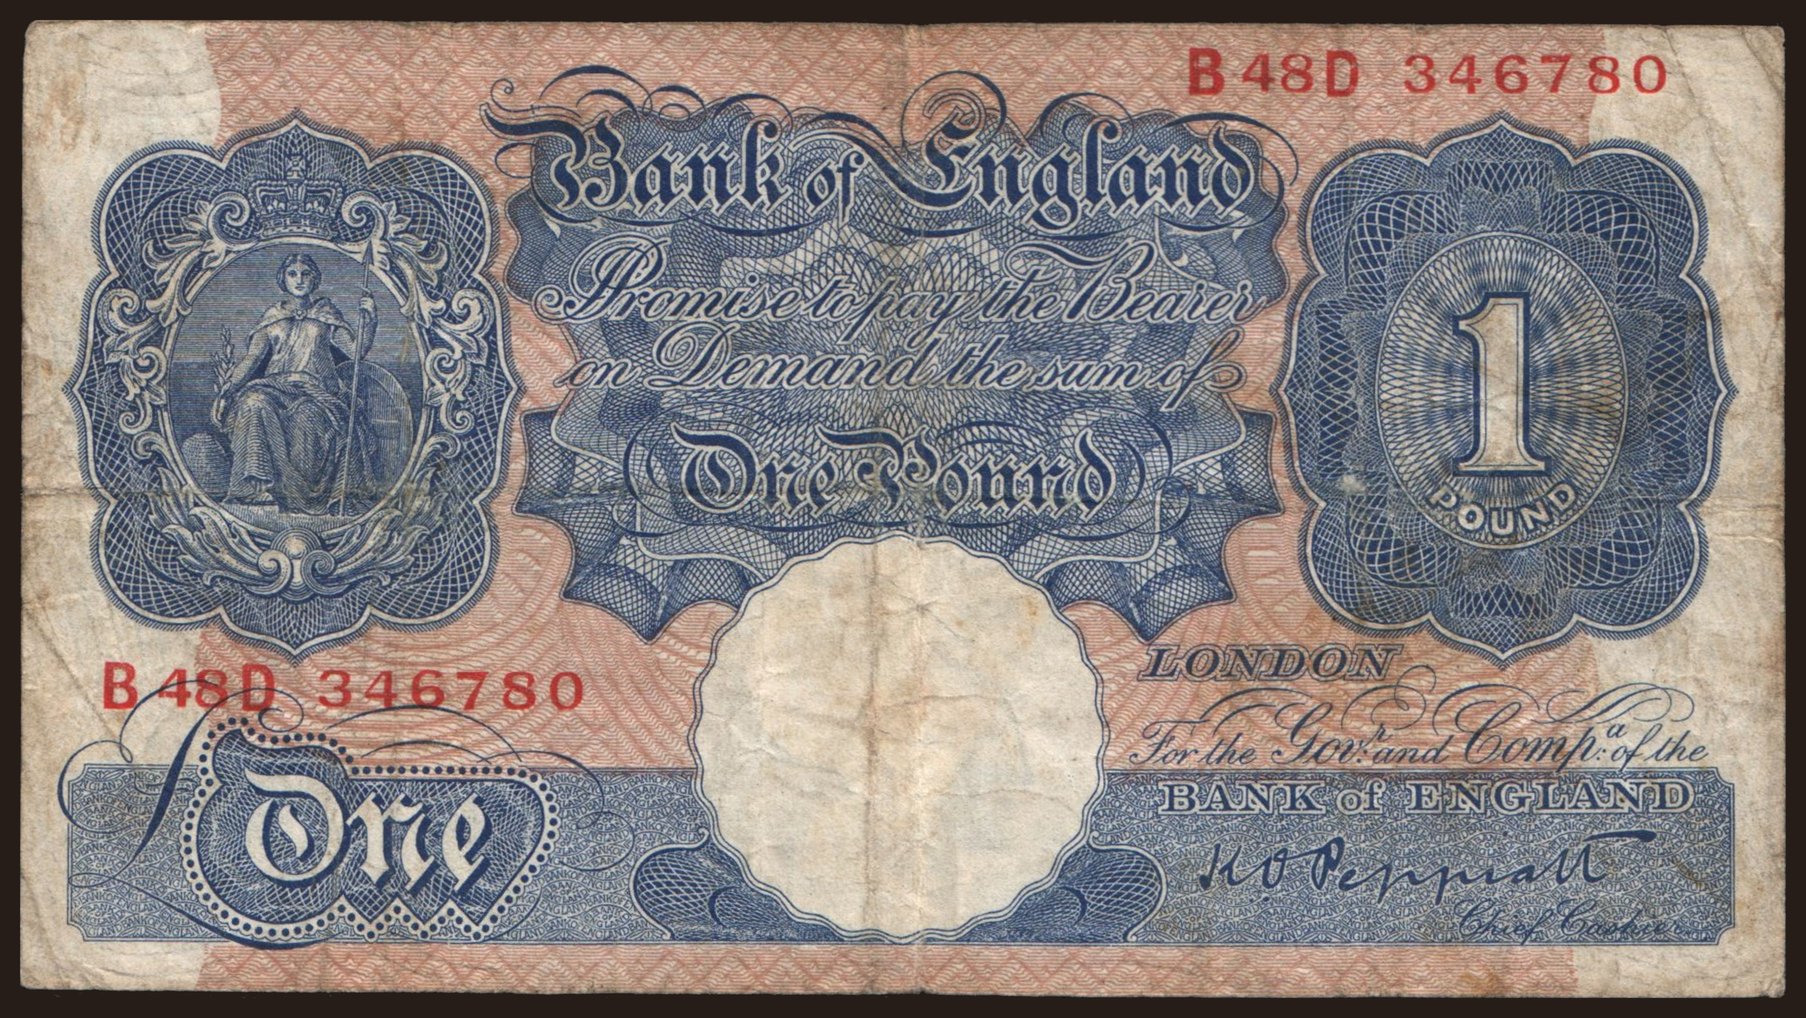 B48D 346780
Bank of England
Promise to pay the Bearer
on Demand the sum of
One Pound
1
POUND
B48D 346780
LONDON
For the Govr. and Compa. of the
BANK of ENGLAND
One
K O Peppiatt
Chief Cashier